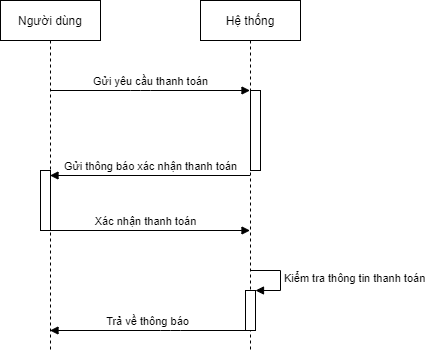 Người dùng
Hệ thống
Gửi yêu cầu thanh toán
Gửi thông báo xác nhận thanh toán
Xác nhận thanh toán
Kiểm tra thông tin thanh toán
Trả về thông báo